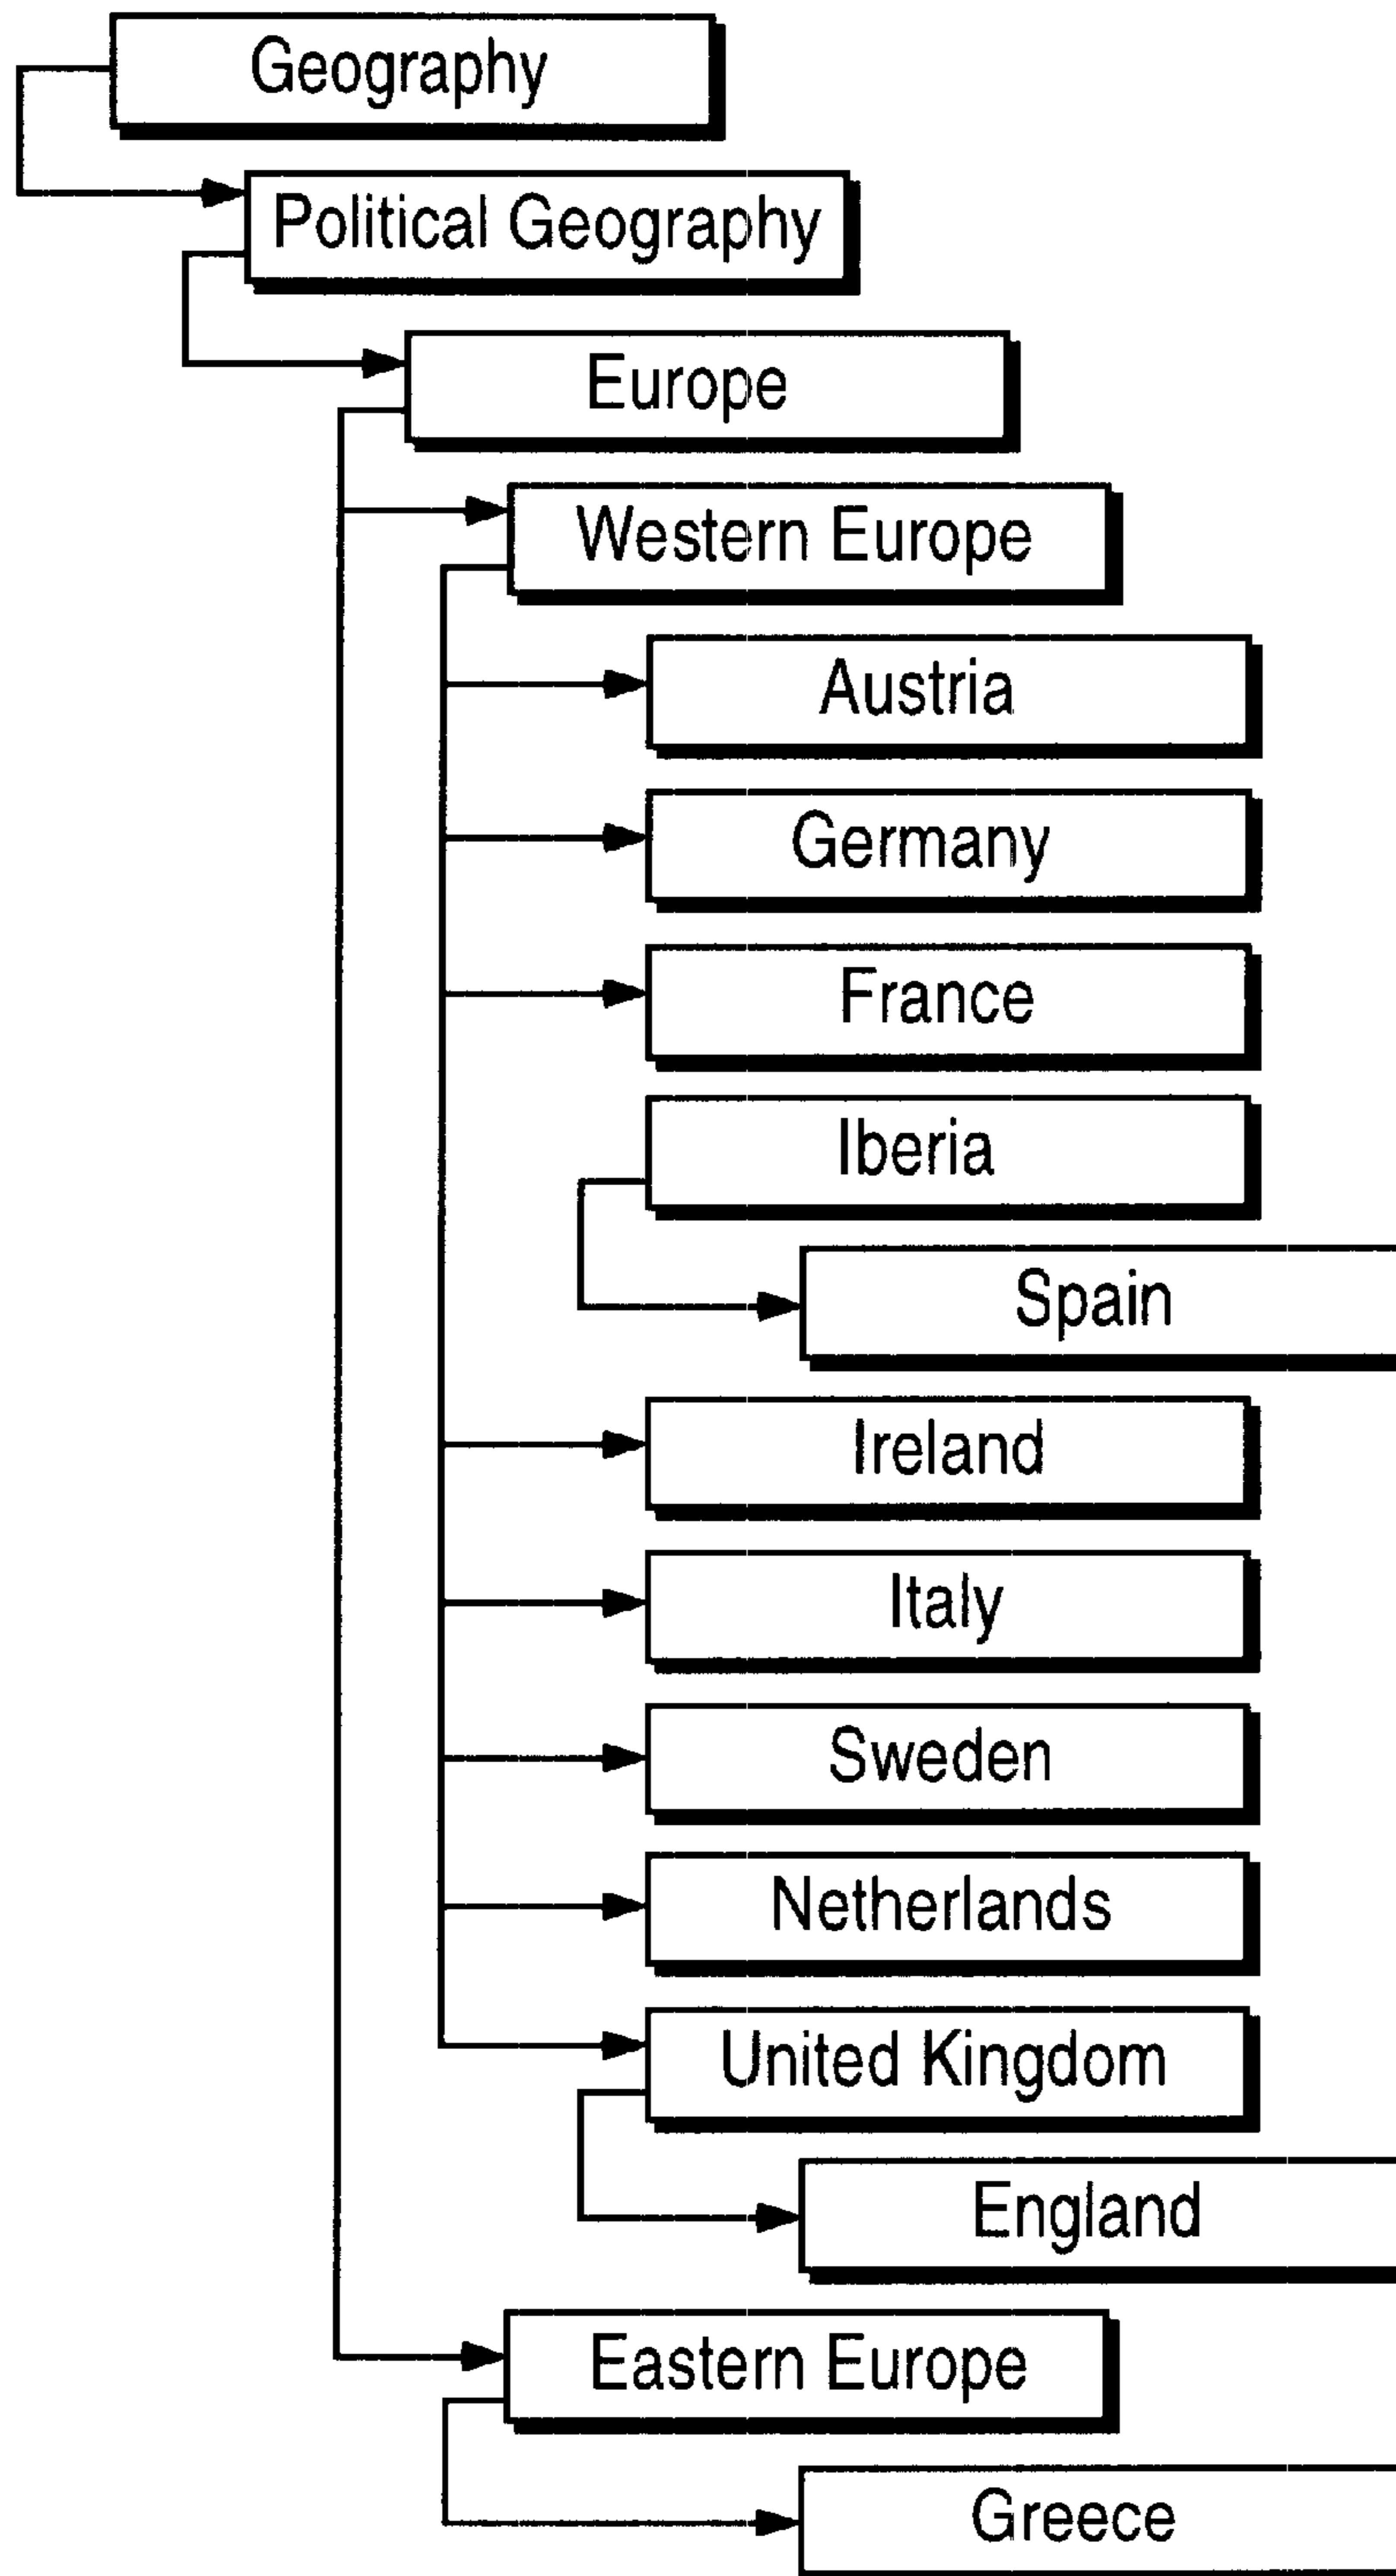 Geography
Political Geography
Europe
Western Europe
Austria
Germany
France
Iberia
Spain
Ireland
Italy
Sweden
Netherlands
United Kingdom
England
Eastern Europe
Greece